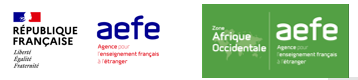 RÉPUBLIQUE
FRANÇAISE
Liberté
Égalité
Fraternité
aefe
Agence pour
l'enseignement français
à l'étranger
Zone
Afrique
Occidentale
aefe
Agence pour
l'enseignement français
à l'étranger